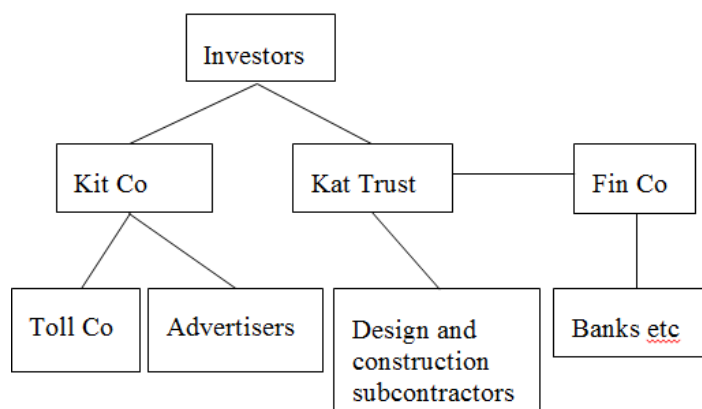 Investors
Kit Co
Kat Trust
Fin Co
Toll Co
Advertisers
Design and
construction
subcontractors
Banks etc